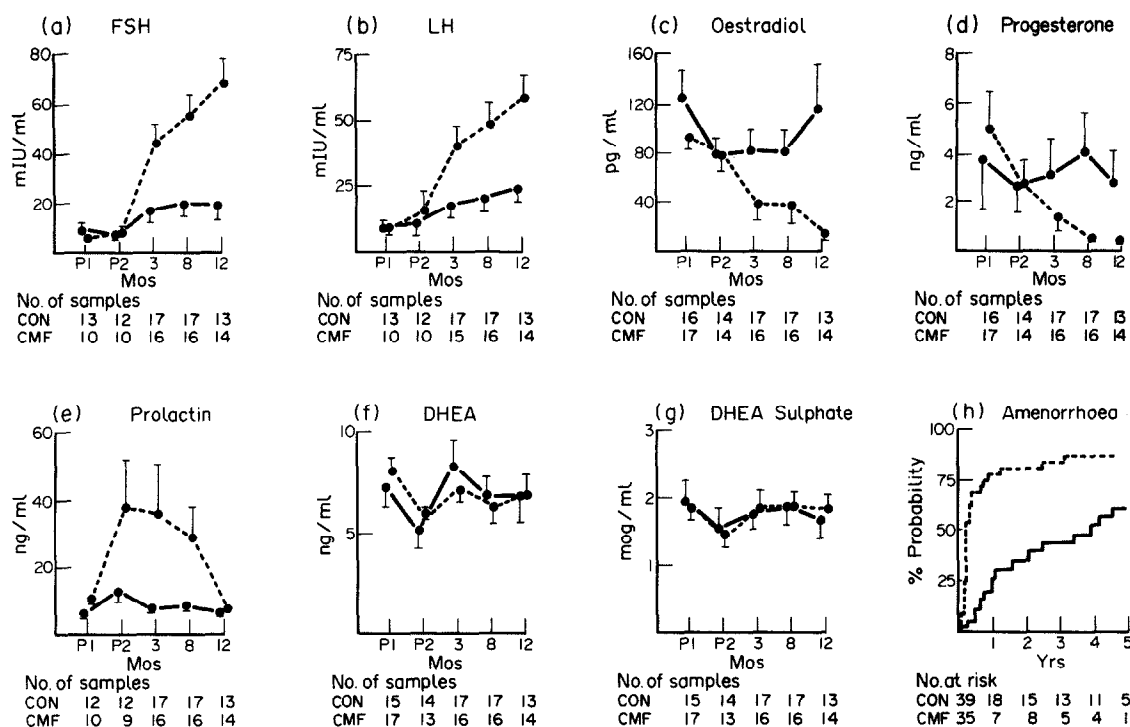 (a) FSH
80
60
40
20
mIU/ml
P1 P2 3 8 12
Mos
No. of samples
CON 13 12 17 17 13
CMF 10 10 16 16 14
(b) LH
75
50
25
mIU/ml
P1 P2 3 8 12
Mos
No. of samples
CON 13 12 17 17 13
CMF 10 10 15 16 14
(c) Oestradiol
160
120
80
40
pg/ml
P1 P2 3 8 12
Mos
No. of samples
CON 16 14 17 17 13
CMF 17 14 16 16 14
(d) Progesterone
8
6
4
2
ng/ml
P1 P2 3 8 12
Mos
No. of samples
CON 16 14 17 17 13
CMF 17 14 16 16 14
(e) Prolactin
60
40
20
ng/ml
P1 P2 3 8 12
Mos
No. of samples
CON 12 12 17 17 13
CMF 10 9 16 16 14
(f) DHEA
10
5
ng/ml
P1 P2 3 8 12
Mos
No. of samples
CON 15 14 17 17 13
CMF 17 13 16 16 14
(g) DHEA Sulphate
3
2
1
mog/ml
P1 P2 3 8 12
Mos
No. of samples
CON 15 14 17 17 13
CMF 17 13 16 16 14
(h) Amenorrhoea
100
75
50
25
% Probability
1 2 3 4 5
Yrs
No. at risk
CON 39 18 15 13 11 5
CMF 35 7 8 5 4 1